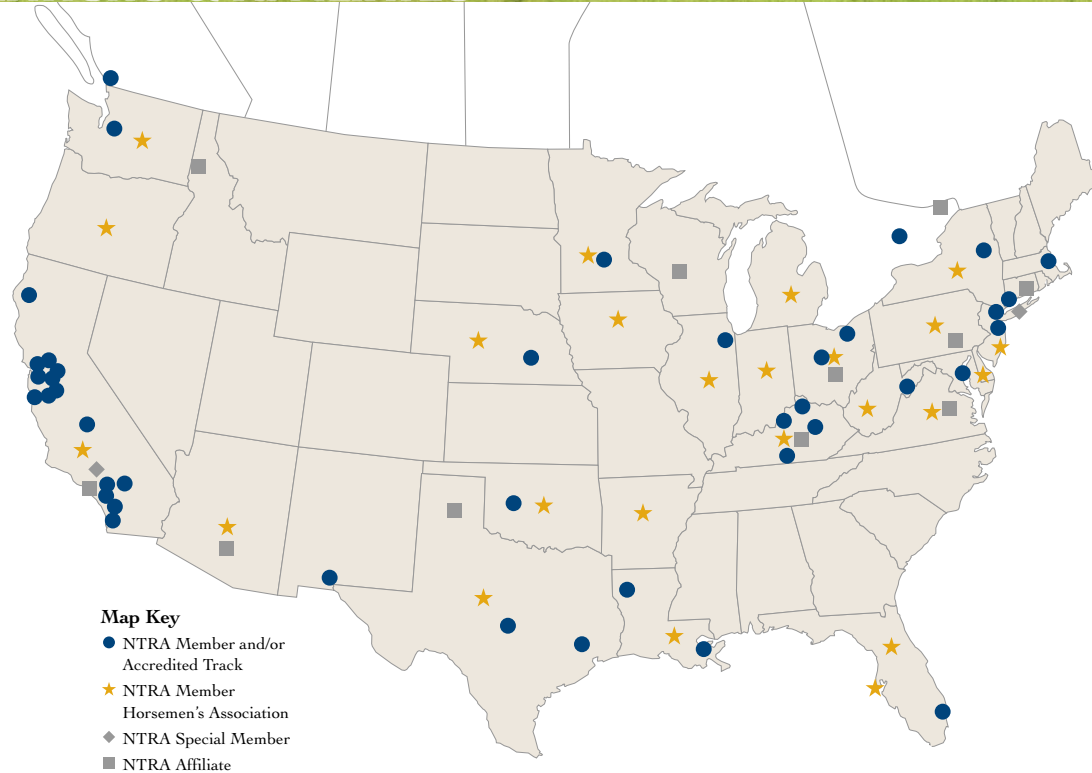 Map Key
NTRA Member and/or
Accredited Track
NTRA Member
Horsemen's Association
NTRA Special Member
NTRA Affiliate